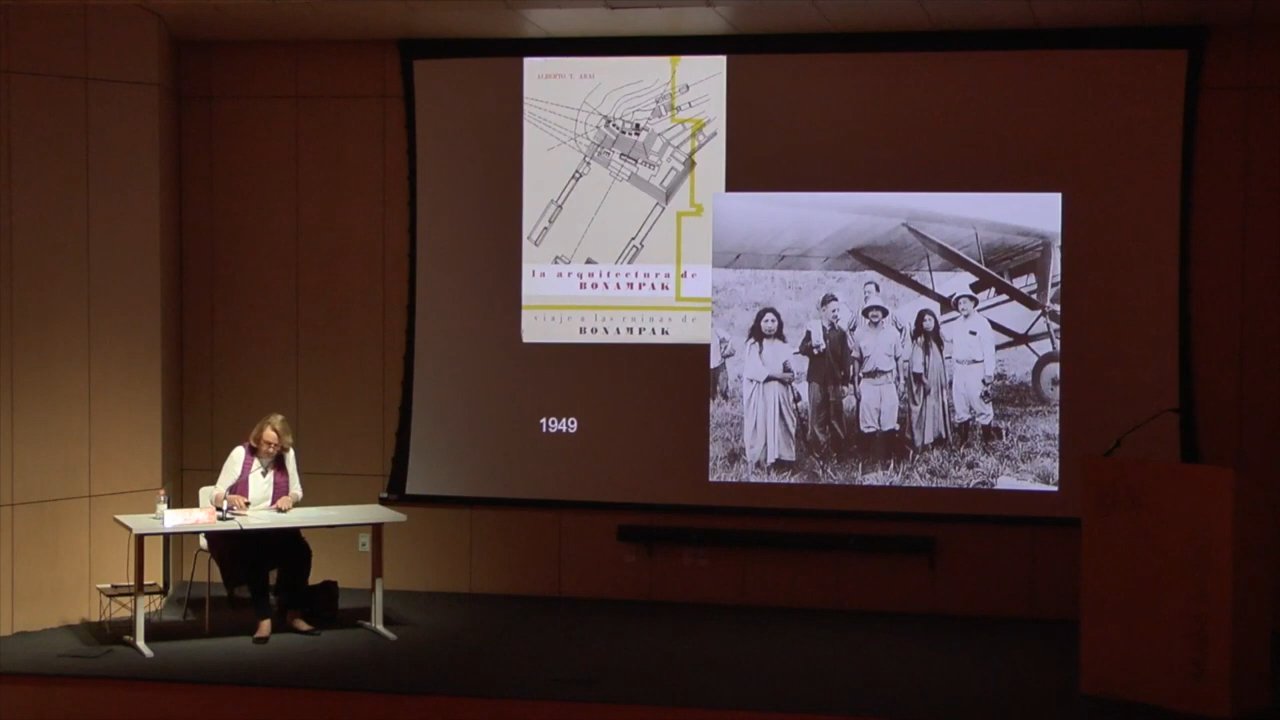 ALBERTO T. ARAI
la arquitectura de
BONAMPAK
viaje a las ruinas de
BONAMPAK
1949